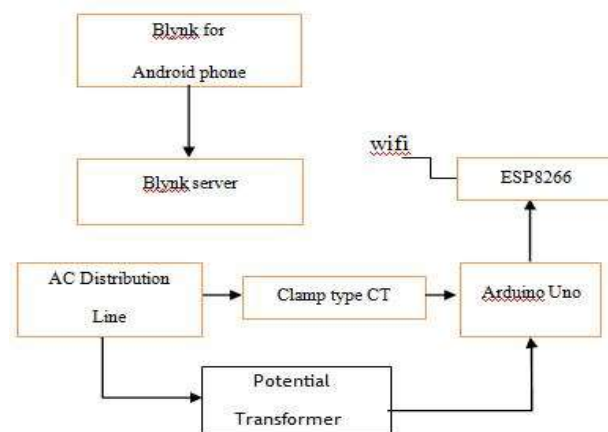 Blynk for
Android phone
wifi
Blynk server
ESP8266
AC Distribution
Line
Clamp type CT
Arduino Uno
Potential
Transformer